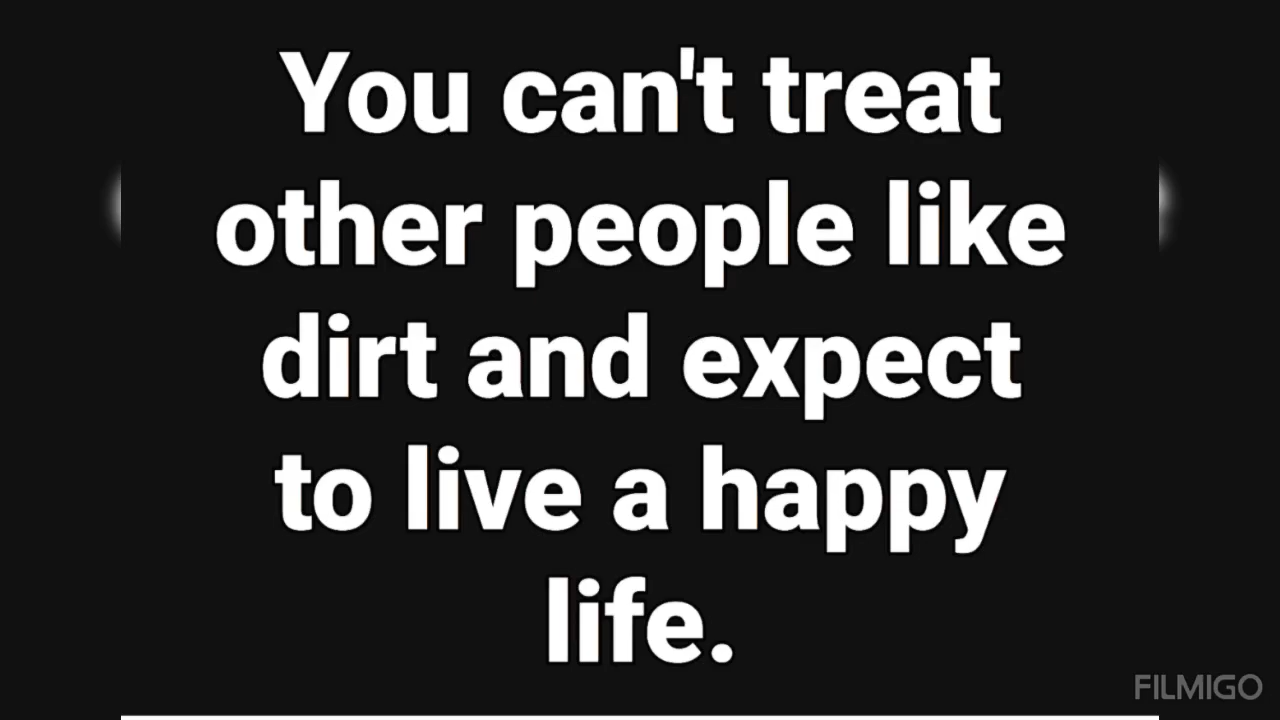 You can't treat
other people like
dirt and expect
to live a happy
life.
FILMIGO